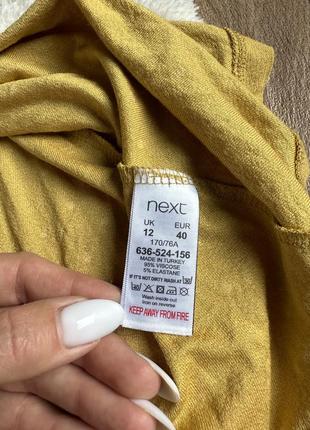 next
UK EUR
12 40
170/76A
636-524-156
MADE IN TURKEY
95% VISCOSE
5% ELASTANE
IF IT'S NOT DIRTY WASH AT 30
Wash inside out
Iron on reverse
KEEP AWAY FROM FIRE